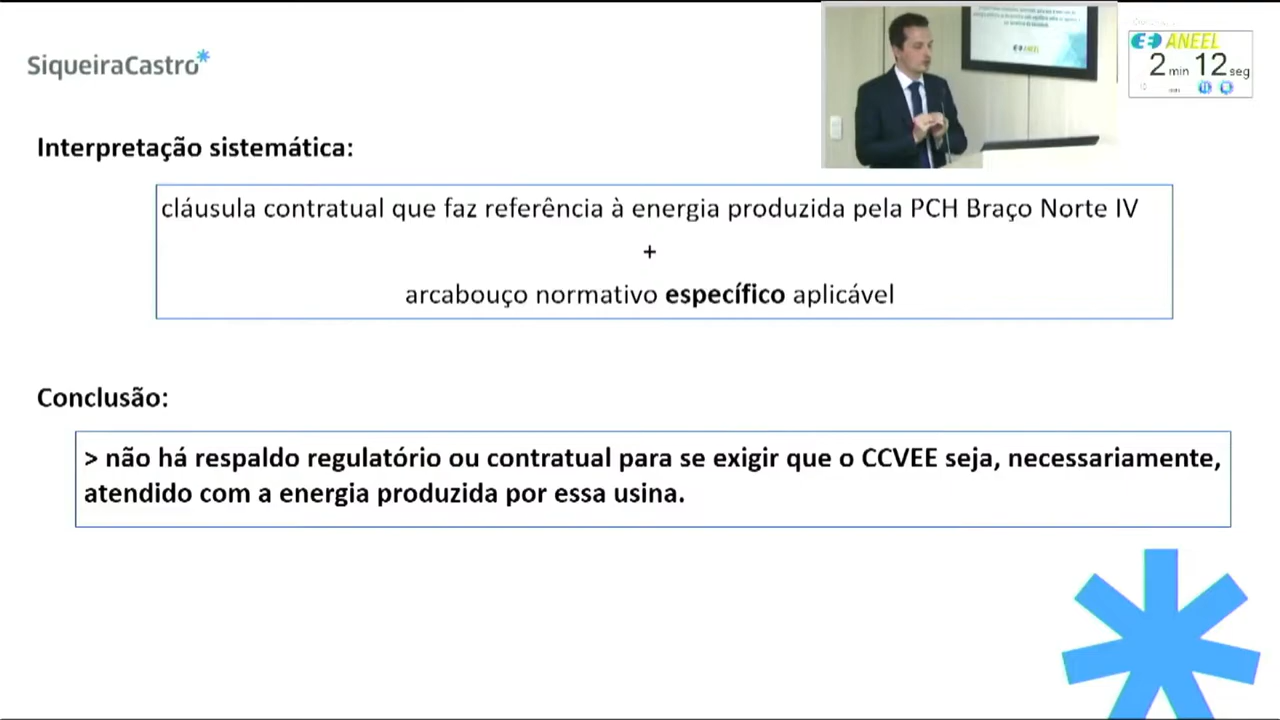 SiqueiraCastro*
ANEEL
ANEEL
2 min 12 seg
Interpretação sistemática:
cláusula contratual que faz referência à energia produzida pela PCH Braço Norte IV
+
arcabouço normativo específico aplicável
Conclusão:
> não há respaldo regulatório ou contratual para se exigir que o CCVEE seja, necessariamente,
atendido com a energia produzida por essa usina.